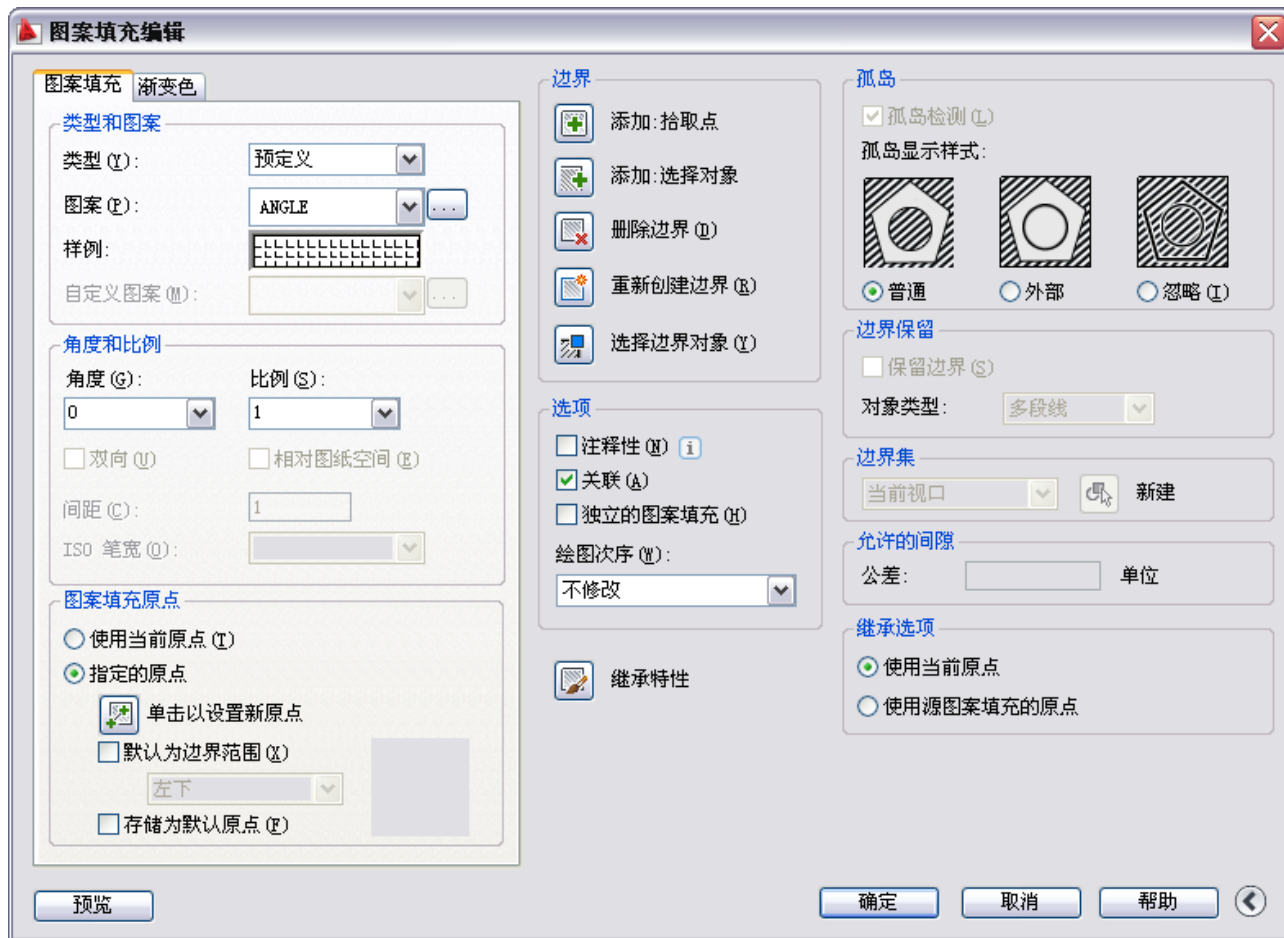 图案填充编辑
图案填充
渐变色
类型和图案
类型(Y):
预定义
图案(P):
ANGLE
...
样例:
自定义图案(M):
...
角度和比例
角度(G):
比例(S):
0
1
双向(U)
相对图纸空间(E)
间距(C):
1
ISO 笔宽(O):
图案填充原点
使用当前原点(T)
指定的原点
单击以设置新原点
默认为边界范围(X)
左下
存储为默认原点(F)
预览
边界
添加:拾取点
添加:选择对象
删除边界(D)
重新创建边界(R)
选择边界对象(V)
选项
注释性(N)
i
关联(A)
独立的图案填充(H)
绘图次序(W):
不修改
继承特性
孤岛
孤岛检测(L)
孤岛显示样式:
普通
外部
忽略(I)
边界保留
保留边界(S)
对象类型:
多段线
边界集
当前视口
新建
允许的间隙
公差:
单位
继承选项
使用当前原点
使用源图案填充的原点
确定
取消
帮助